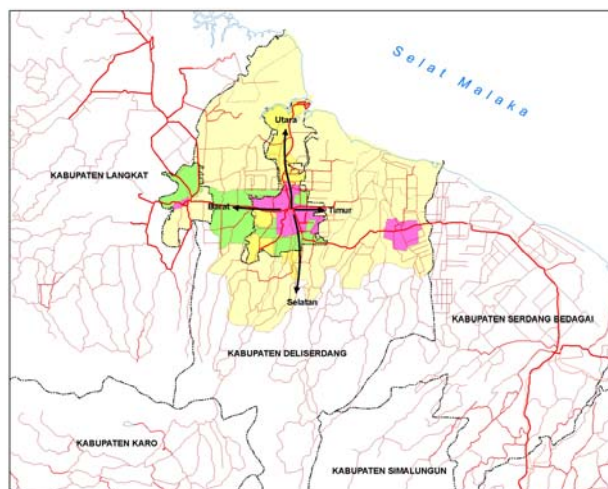 Selat Malaka
Utara
KABUPATEN LANGKAT
Barat
Timur
Selatan
KABUPATEN SERDANG BEDAGAI
KABUPATEN DELISERDANG
KABUPATEN KARO
KABUPATEN SIMALUNGUN